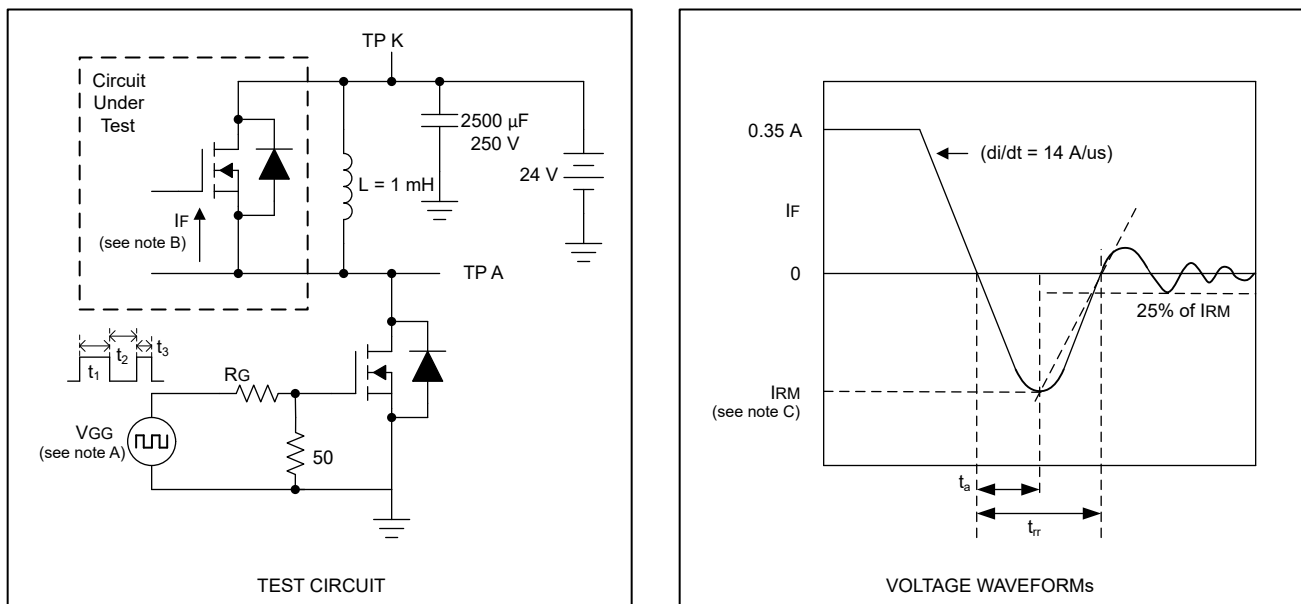 TP K
Circuit
Under
Test
2500 µF
250 V
24 V
L = 1 mH
IF
(see note B)
TP A
t1
t2
t3
RG
VGG
(see note A)
50
TEST CIRCUIT
0.35 A
(di/dt = 14 A/us)
IF
0
25% of IRM
IRM
(see note C)
ta
trr
VOLTAGE WAVEFORMs